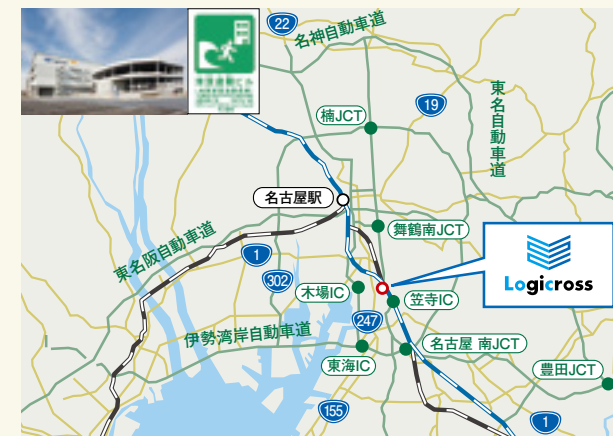 22
名神自動車道
19
東名自動車道
楠JCT
名古屋駅
舞鶴南JCT
東名阪自動車道
1
302
木場IC
笠寺IC
Logicross
247
伊勢湾岸自動車道
名古屋 南JCT
東海IC
豊田JCT
155
1